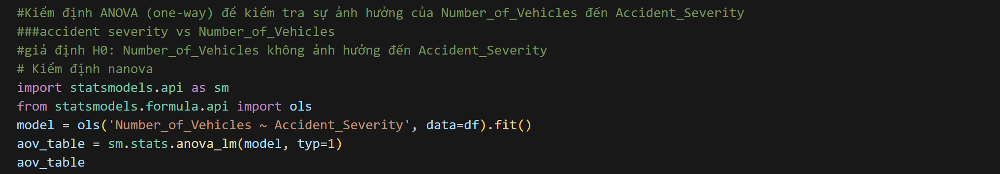 #Kiểm định ANOVA (one-way) để kiểm tra sự ảnh hưởng của Number_of_Vehicles đến Accident_Severity
###accident severity vs Number_of_Vehicles
#giả định H0: Number_of_Vehicles không ảnh hưởng đến Accident_Severity
# Kiểm định nanova
import statsmodels.api as sm
from statsmodels.formula.api import ols
model = ols('Number_of_Vehicles ~ Accident_Severity', data=df).fit()
aov_table = sm.stats.anova_lm(model, typ=1)
aov_table